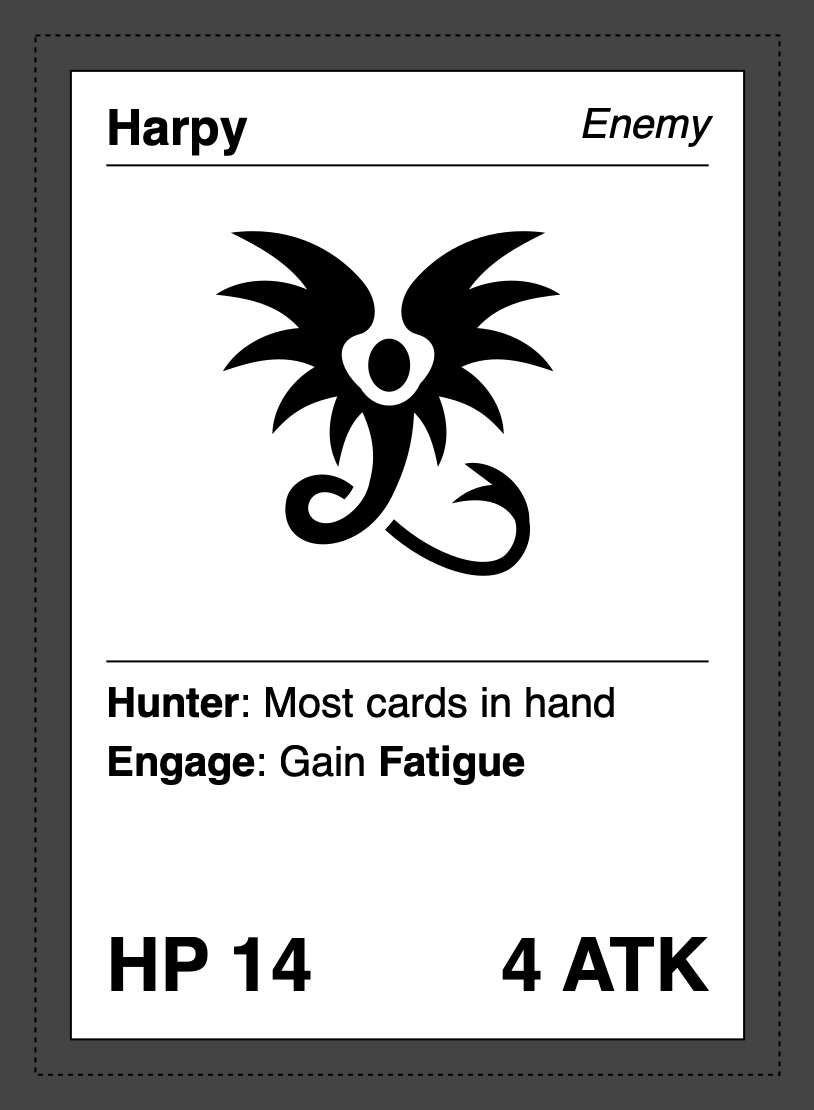 Harpy
Enemy
Hunter: Most cards in hand
Engage: Gain Fatigue
HP 14
4 ATK